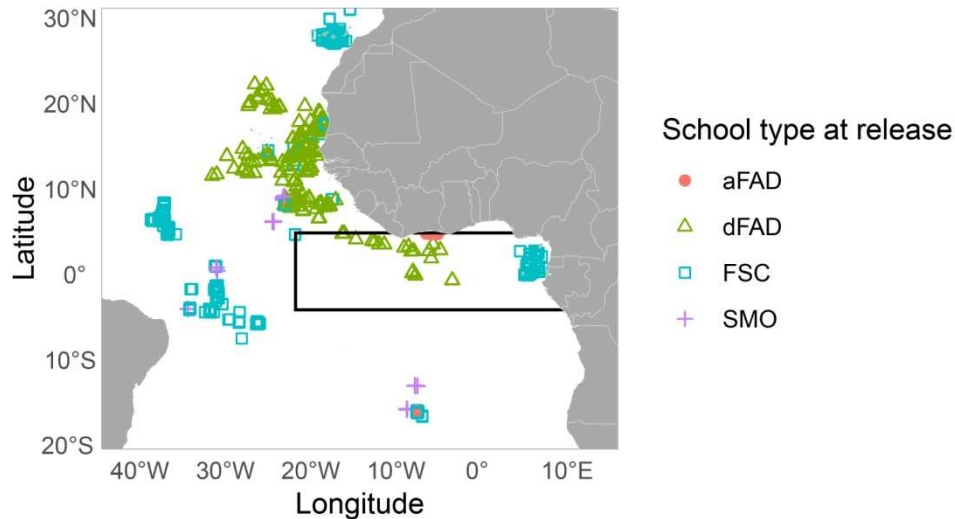 30°N
20°N
10°N
0°
10°S
20°S
Latitude
40°W 30°W 20°W 10°W 0° 10°E
Longitude
School type at release
aFAD
dFAD
FSC
SMO